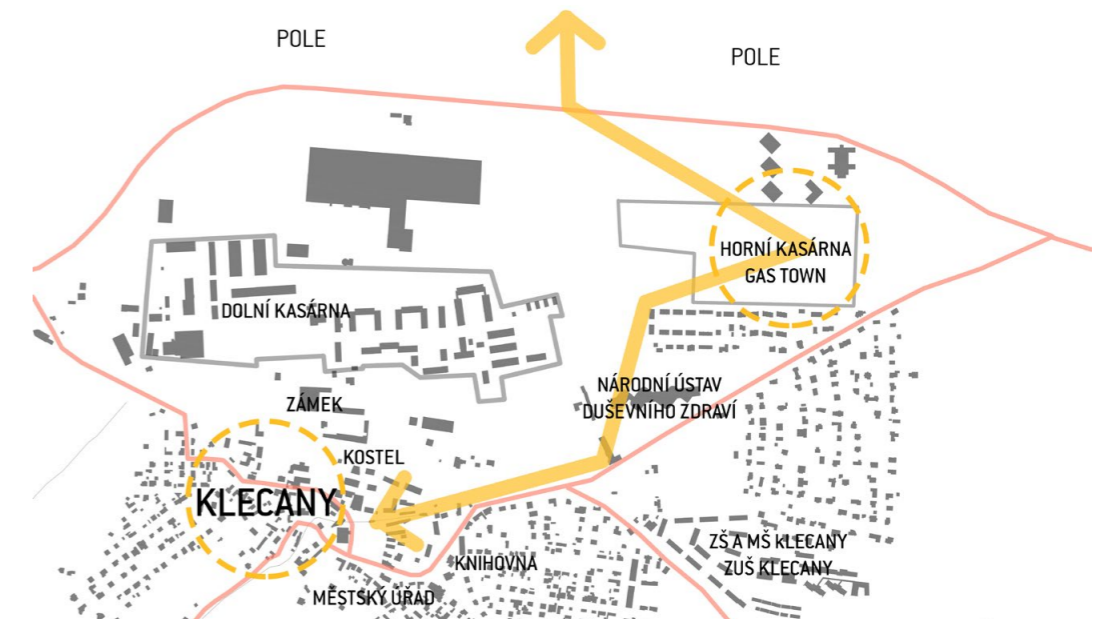 POLE
POLE
HORNÍ KASÁRNA
GAS TOWN
DOLNÍ KASÁRNA
NÁRODNÍ ÚSTAV
DUŠEVNÍHO ZDRAVÍ
ZÁMEK
KOSTEL
KLECANY
ZŠ A MŠ KLECANY
ZUŠ KLECANY
KNIHOVNA
MĚSTSKÝ ÚŘAD